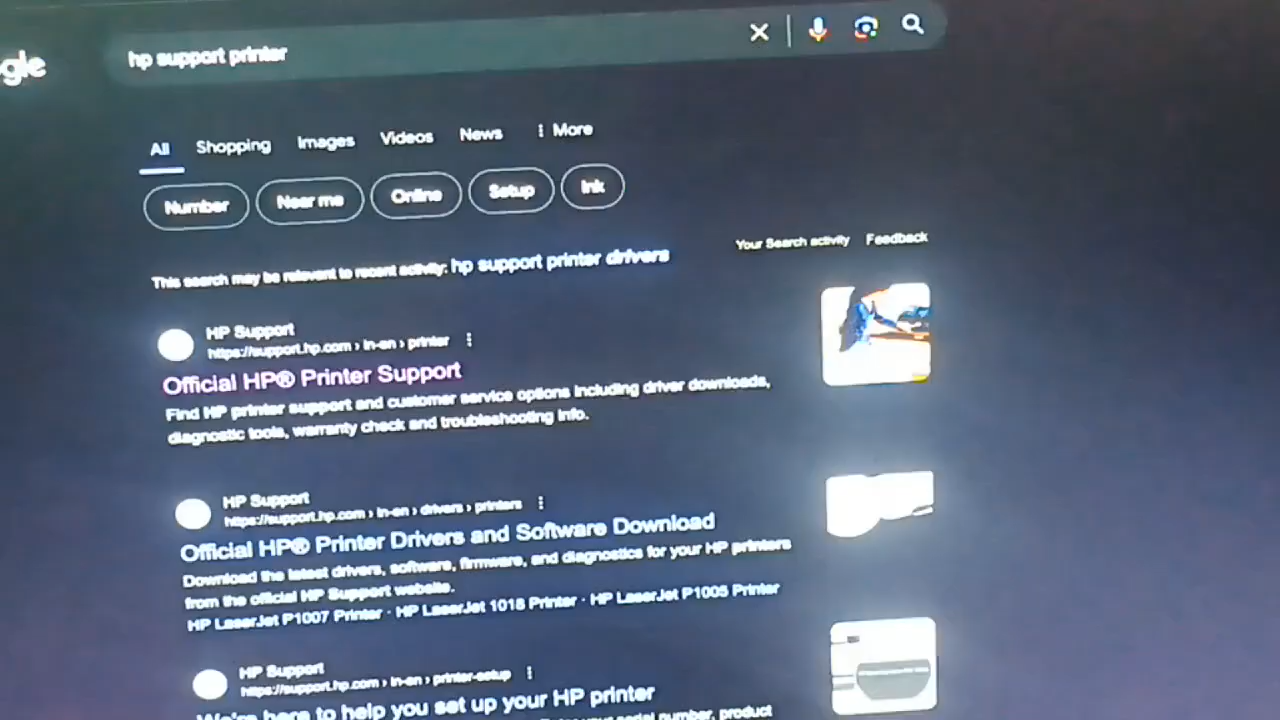 gle
hp support printer
All Shopping Images Videos News More
Number Near me Online Setup Ink
Your Search activity Feedback
This search may be relevant to recent activity: hp support printer drivers
HP Support
https://support.hp.com › in-en › printer
Official HP® Printer Support
Find HP printer support and customer service options including driver downloads,
diagnostic tools, warranty check and troubleshooting info.
HP Support
https://support.hp.com › in-en › drivers › printers
Official HP® Printer Drivers and Software Download
Download the latest drivers, software, firmware, and diagnostics for your HP printers
from the official HP Support website.
HP LaserJet P1007 Printer · HP LaserJet 1018 Printer · HP LaserJet P1005 Printer
HP Support
https://support.hp.com › in-en › printer-setup
We're here to help you set up your HP printer
your serial number, product